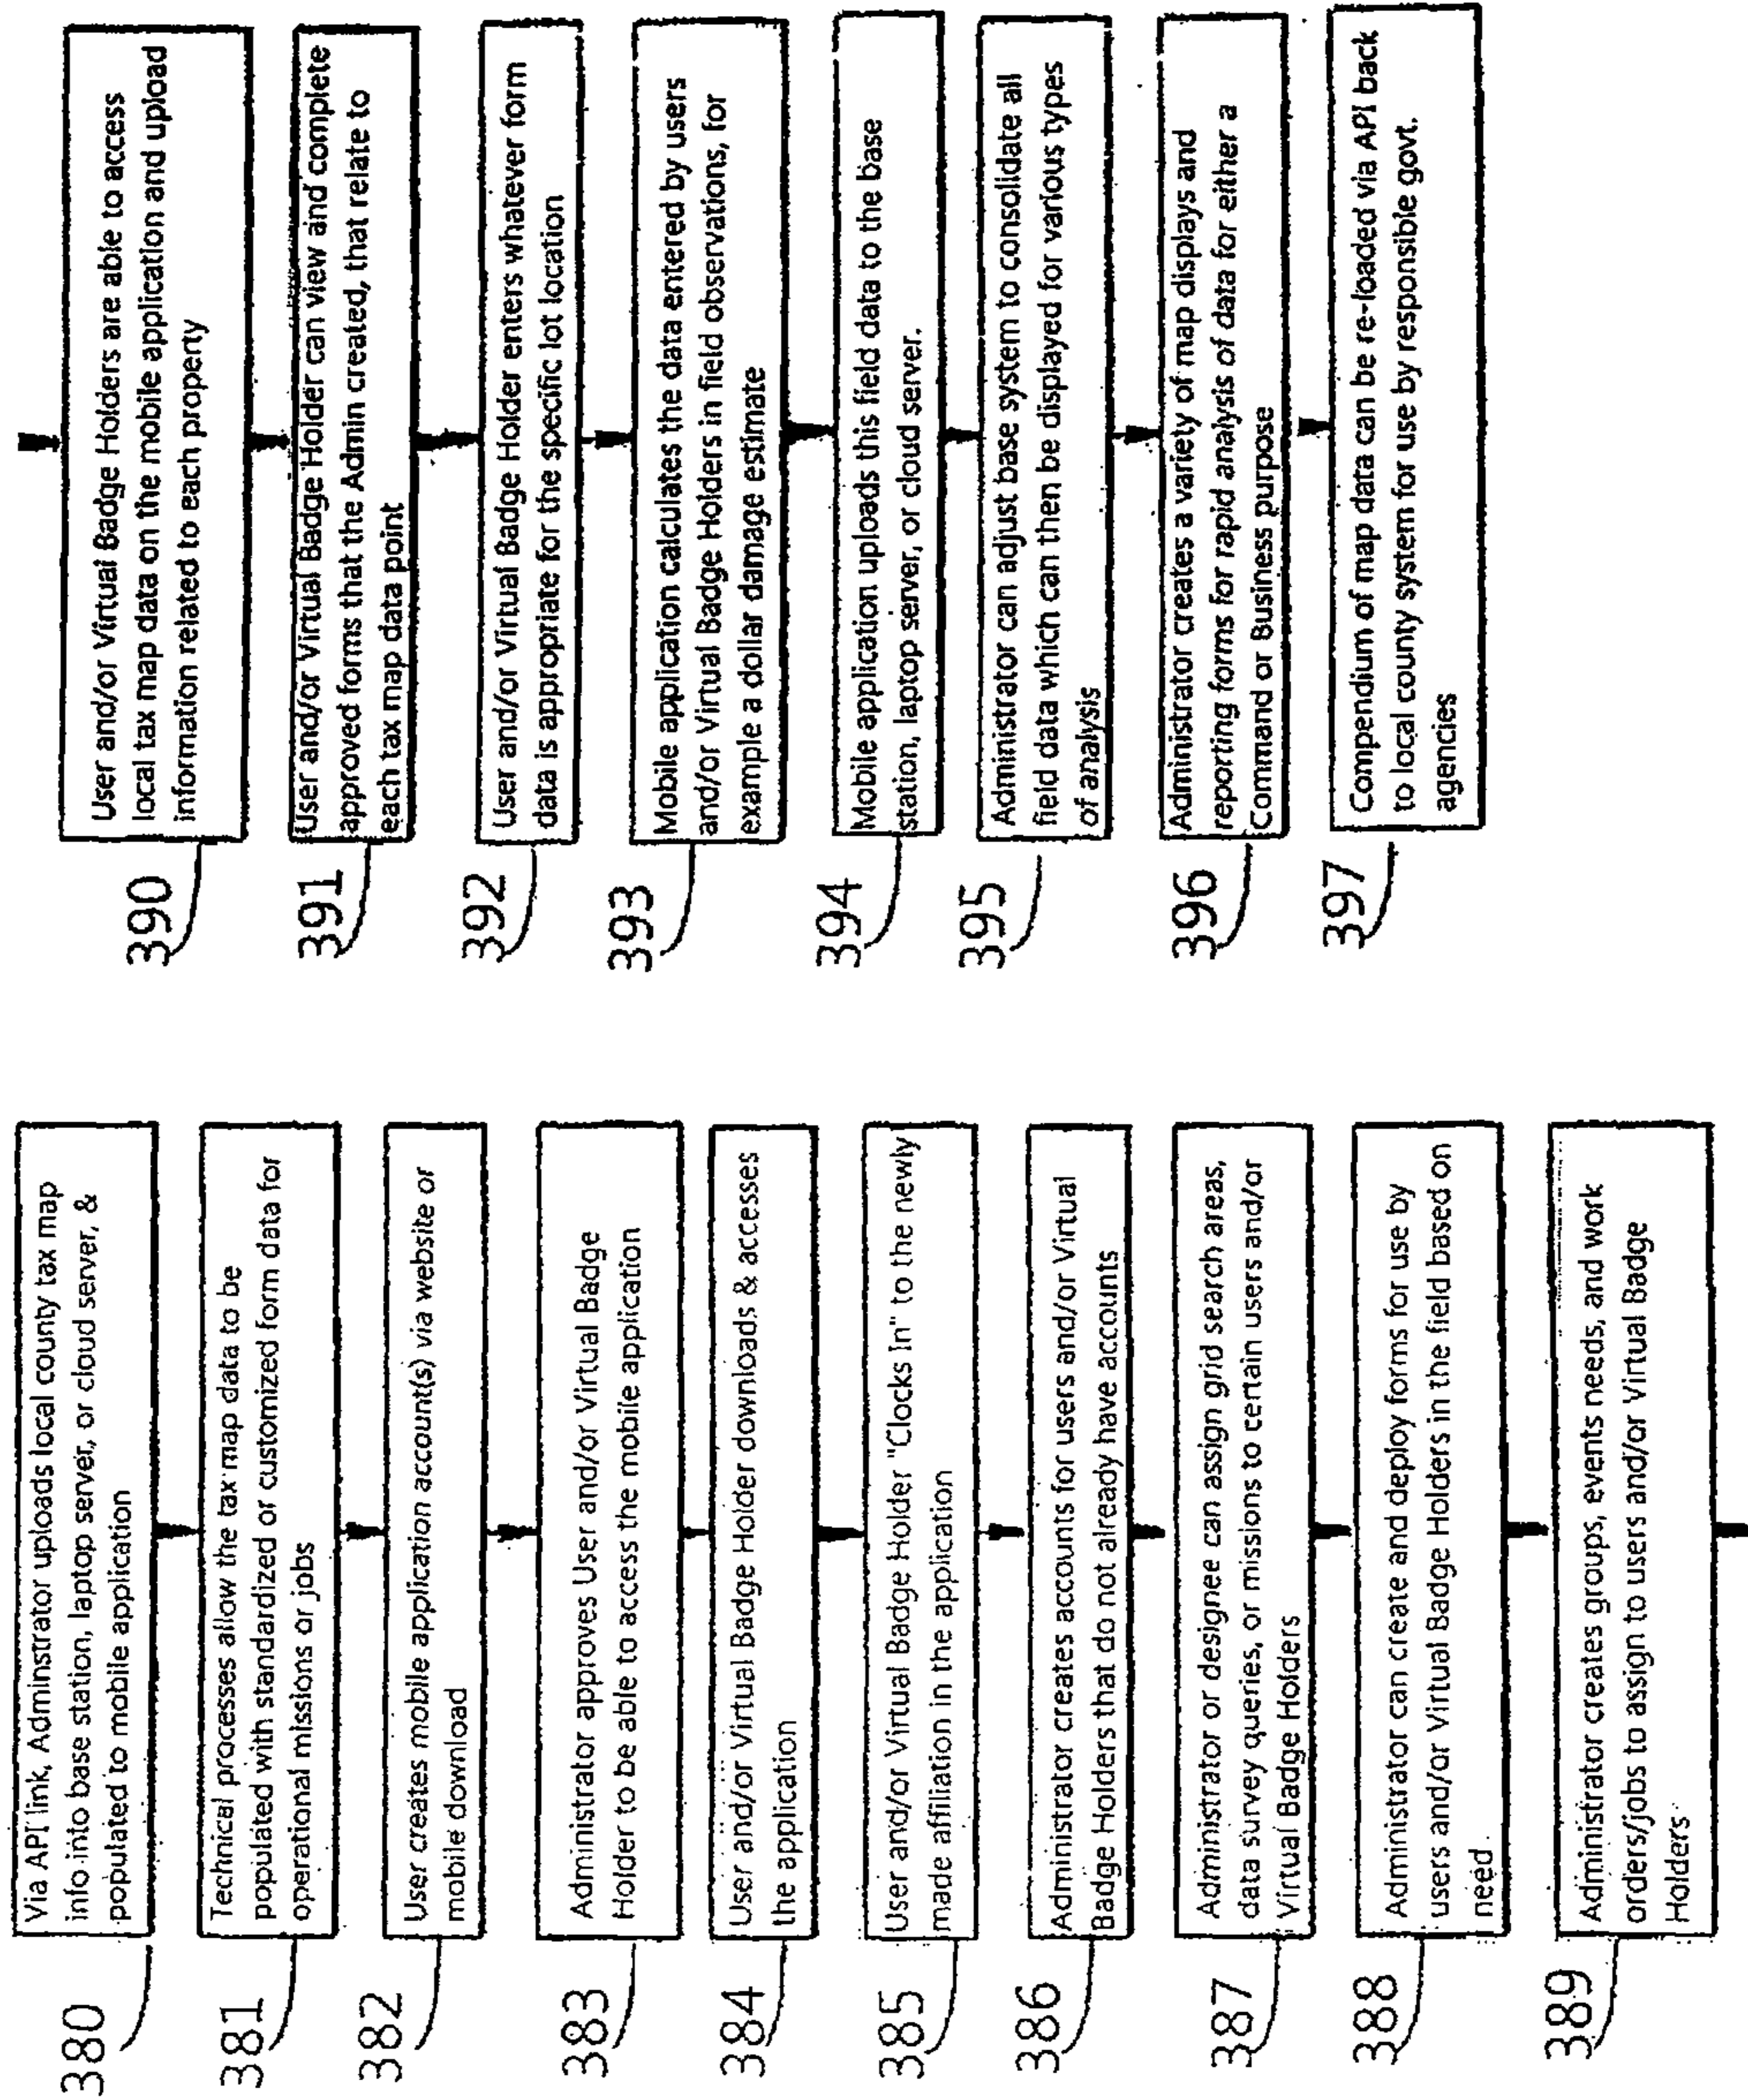 380
Via API link, Adminstrator uploads local county tax map
info into base station, laptop server, or cloud server, &
populated to mobile application
381
Technical processes allow the tax map data to be
populated with standardized or customized form data for
operational missions or jobs
382
User creates mobile application account(s) via website or
mobile download
383
Administrator approves User and/or Virtual Badge
Holder to be able to access the mobile application
384
User and/or Virtual Badge Holder downloads & accesses
the application
385
User and/or Virtual Badge Holder "Clocks In" to the newly
made affiliation in the application
386
Administrator creates accounts for users and/or Virtual
Badge Holders that do not already have accounts
387
Administrator or designee can assign grid search areas,
data survey queries, or missions to certain users and/or
Virtual Badge Holders
388
Administrator can create and deploy forms for use by
users and/or Virtual Badge Holders in the field based on
need
389
Administrator creates groups, events needs, and work
orders/jobs to assign to users and/or Virtual Badge
Holders
390
User and/or Virtual Badge Holders are able to access
local tax map data on the mobile application and upload
information related to each property
391
User and/or Virtual Badge Holder can view and complete
approved forms that the Admin created, that relate to
each tax map data point
392
User and/or Virtual Badge Holder enters whatever form
data is appropriate for the specific lot location
393
Mobile application calculates the data entered by users
and/or Virtual Badge Holders in field observations, for
example a dollar damage estimate
394
Mobile application uploads this field data to the base
station, laptop server, or cloud server.
395
Administrator can adjust base system to consolidate all
field data which can then be displayed for various types
of analysis
396
Administrator creates a variety of map displays and
reporting forms for rapid analysis of data for either a
Command or Business purpose
397
Compendium of map data can be re-loaded via API back
to local county system for use by responsible govt.
agencies